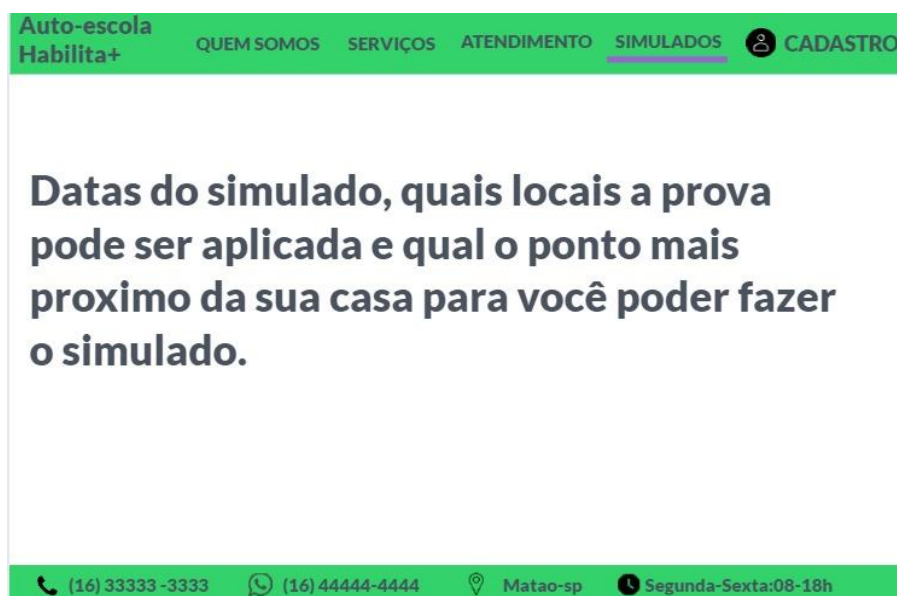 Auto-escola
Habilita+
QUEM SOMOS SERVIÇOS ATENDIMENTO SIMULADOS CADASTRO
Datas do simulado, quais locais a prova
pode ser aplicada e qual o ponto mais
proximo da sua casa para você poder fazer
o simulado.
(16) 33333 -3333 (16) 44444-4444 Matao-sp Segunda-Sexta:08-18h